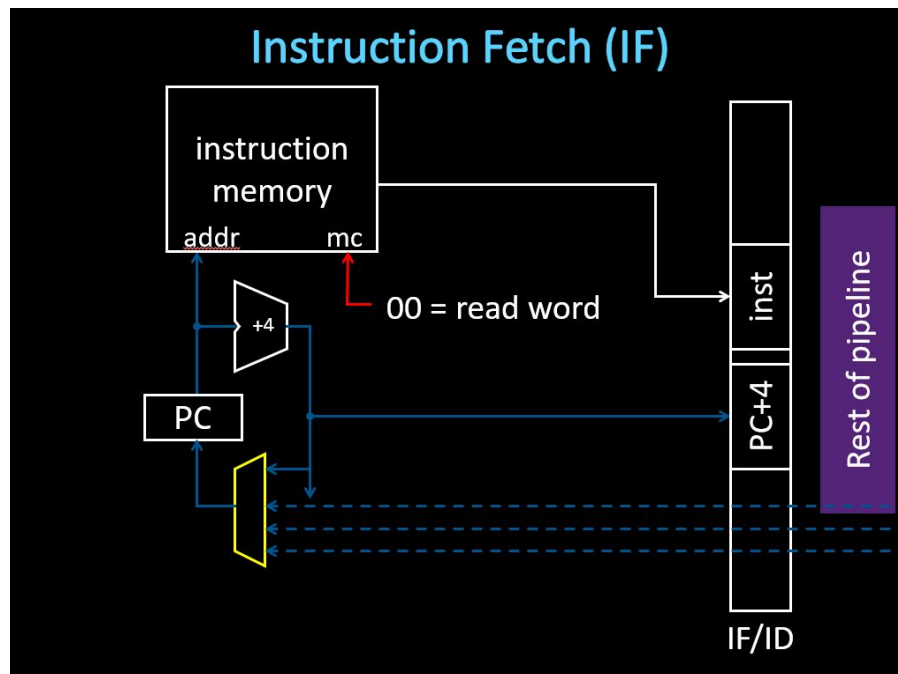 Instruction Fetch (IF)
instruction
memory
addr
mc
00 = read word
+4
PC
inst
PC+4
Rest of pipeline
IF/ID